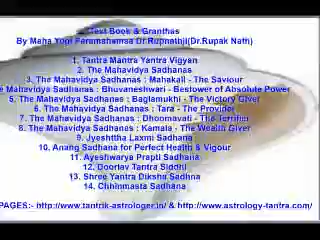 Text Book & Granthas
By Maha Yogi Paramahamsa Dr.Rupnathji(Dr.Rupak Nath)
1. Tantra Mantra Yantra Vigyan
2. The Mahavidya Sadhanas
3. The Mahavidya Sadhanas : Mahakali - The Saviour
e Mahavidya Sadhanas : Bhuvaneshwari - Bestower of Absolute Power
5. The Mahavidya Sadhanas : Baglamukhi - The Victory Giver
6. The Mahavidya Sadhanas : Tara - The Provider
7. The Mahavidya Sadhanas : Dhoomavati - The Terrifier
8. The Mahavidya Sadhanas : Kamala - The Wealth Giver
9. Jyeshttha Laxmi Sadhana
10. Anang Sadhana for Perfect Health & Vigour
11. Ayeshwarya Prapti Sadhana
12. Doorlav Tantra Siddhi
13. Shree Yantra Diksha Sadhna
14. Chhinmasta Sadhana
PAGES:- http://www.tantrik-astrologer.in/ & http://www.astrology-tantra.com/